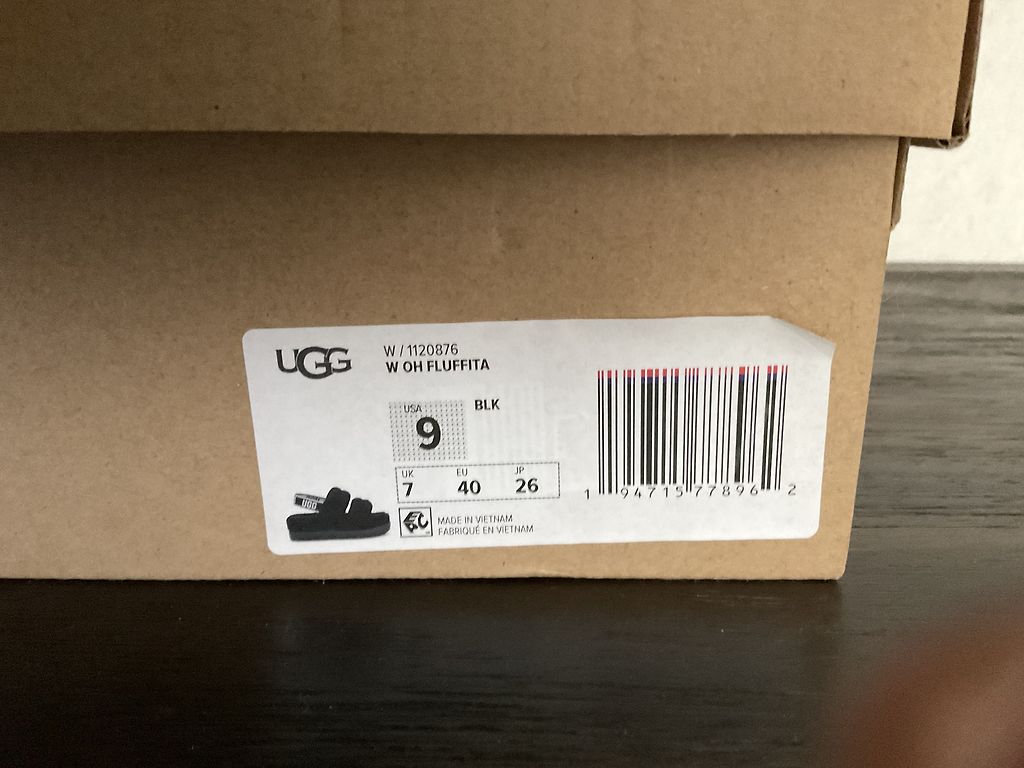 UGG
W / 1120876
W OH FLUFFITA
USA
9
BLK
UK EU JP
7 40 26
UGG
MADE IN VIETNAM
FABRIQUÉ EN VIETNAM
1 94715 77896 2